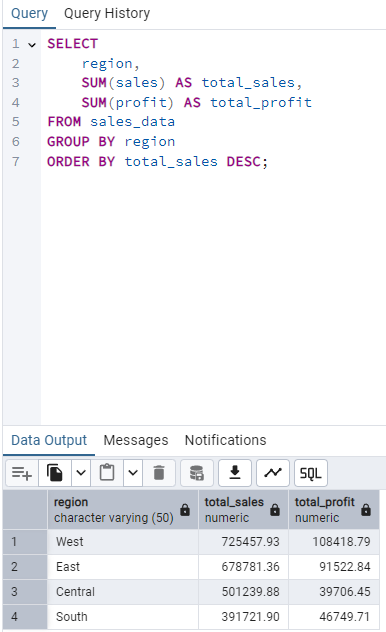 Query Query History
1 SELECT
2 region,
3 SUM(sales) AS total_sales,
4 SUM(profit) AS total_profit
5 FROM sales_data
6 GROUP BY region
7 ORDER BY total_sales DESC;
Data Output Messages Notifications
SQL
region total_sales total_profit
character varying (50) numeric numeric
1 West 725457.93 108418.79
2 East 678781.36 91522.84
3 Central 501239.88 39706.45
4 South 391721.90 46749.71